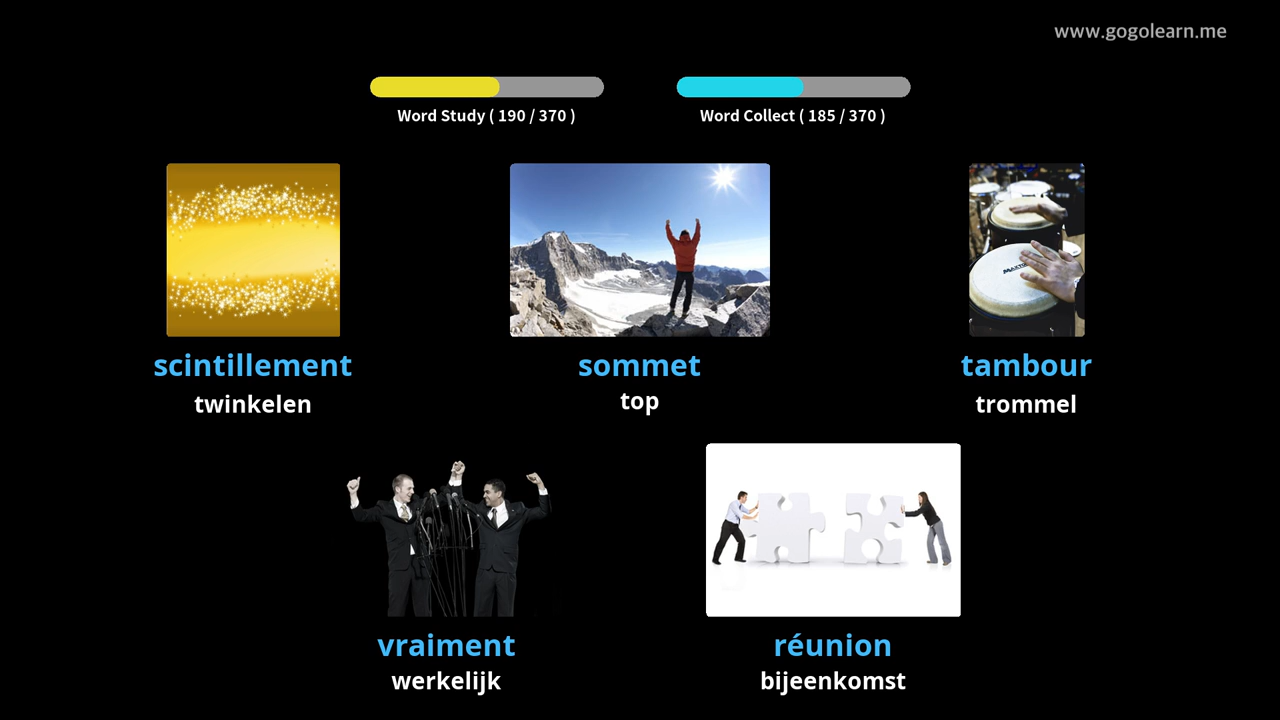 www.gogolearn.me
Word Study ( 190 / 370 )
Word Collect ( 185 / 370 )
scintillement
twinkelen
sommet
top
tambour
trommel
vraiment
werkelijk
réunion
bijeenkomst